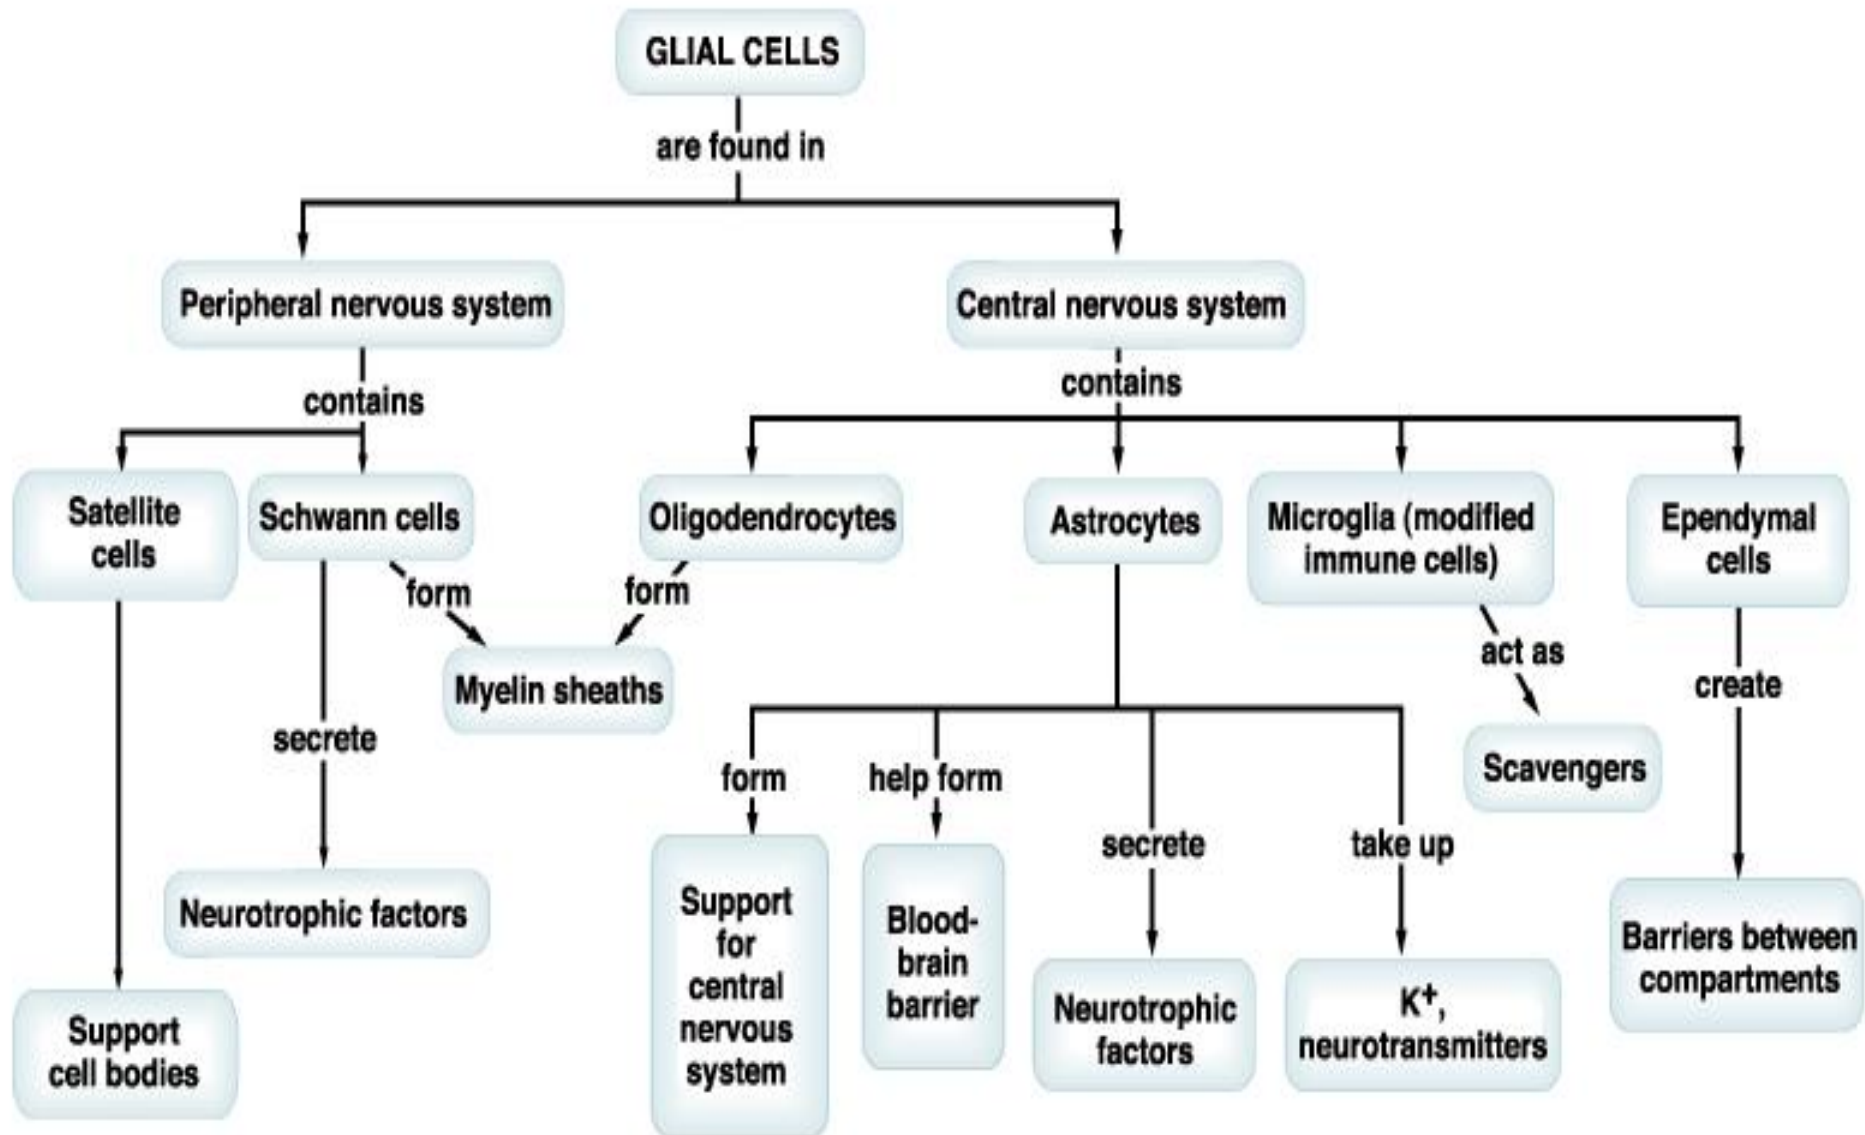 GLIAL CELLS
are found in
Peripheral nervous system
Central nervous system
contains
contains
Satellite
cells
Schwann cells
Oligodendrocytes
Astrocytes
Microglia (modified
immune cells)
Ependymal
cells
form
form
Myelin sheaths
act as
create
secrete
Scavengers
form
help form
secrete
take up
Neurotrophic factors
Support
for
central
nervous
system
Blood-
brain
barrier
Barriers between
compartments
Neurotrophic
factors
K⁺,
neurotransmitters
Support
cell bodies